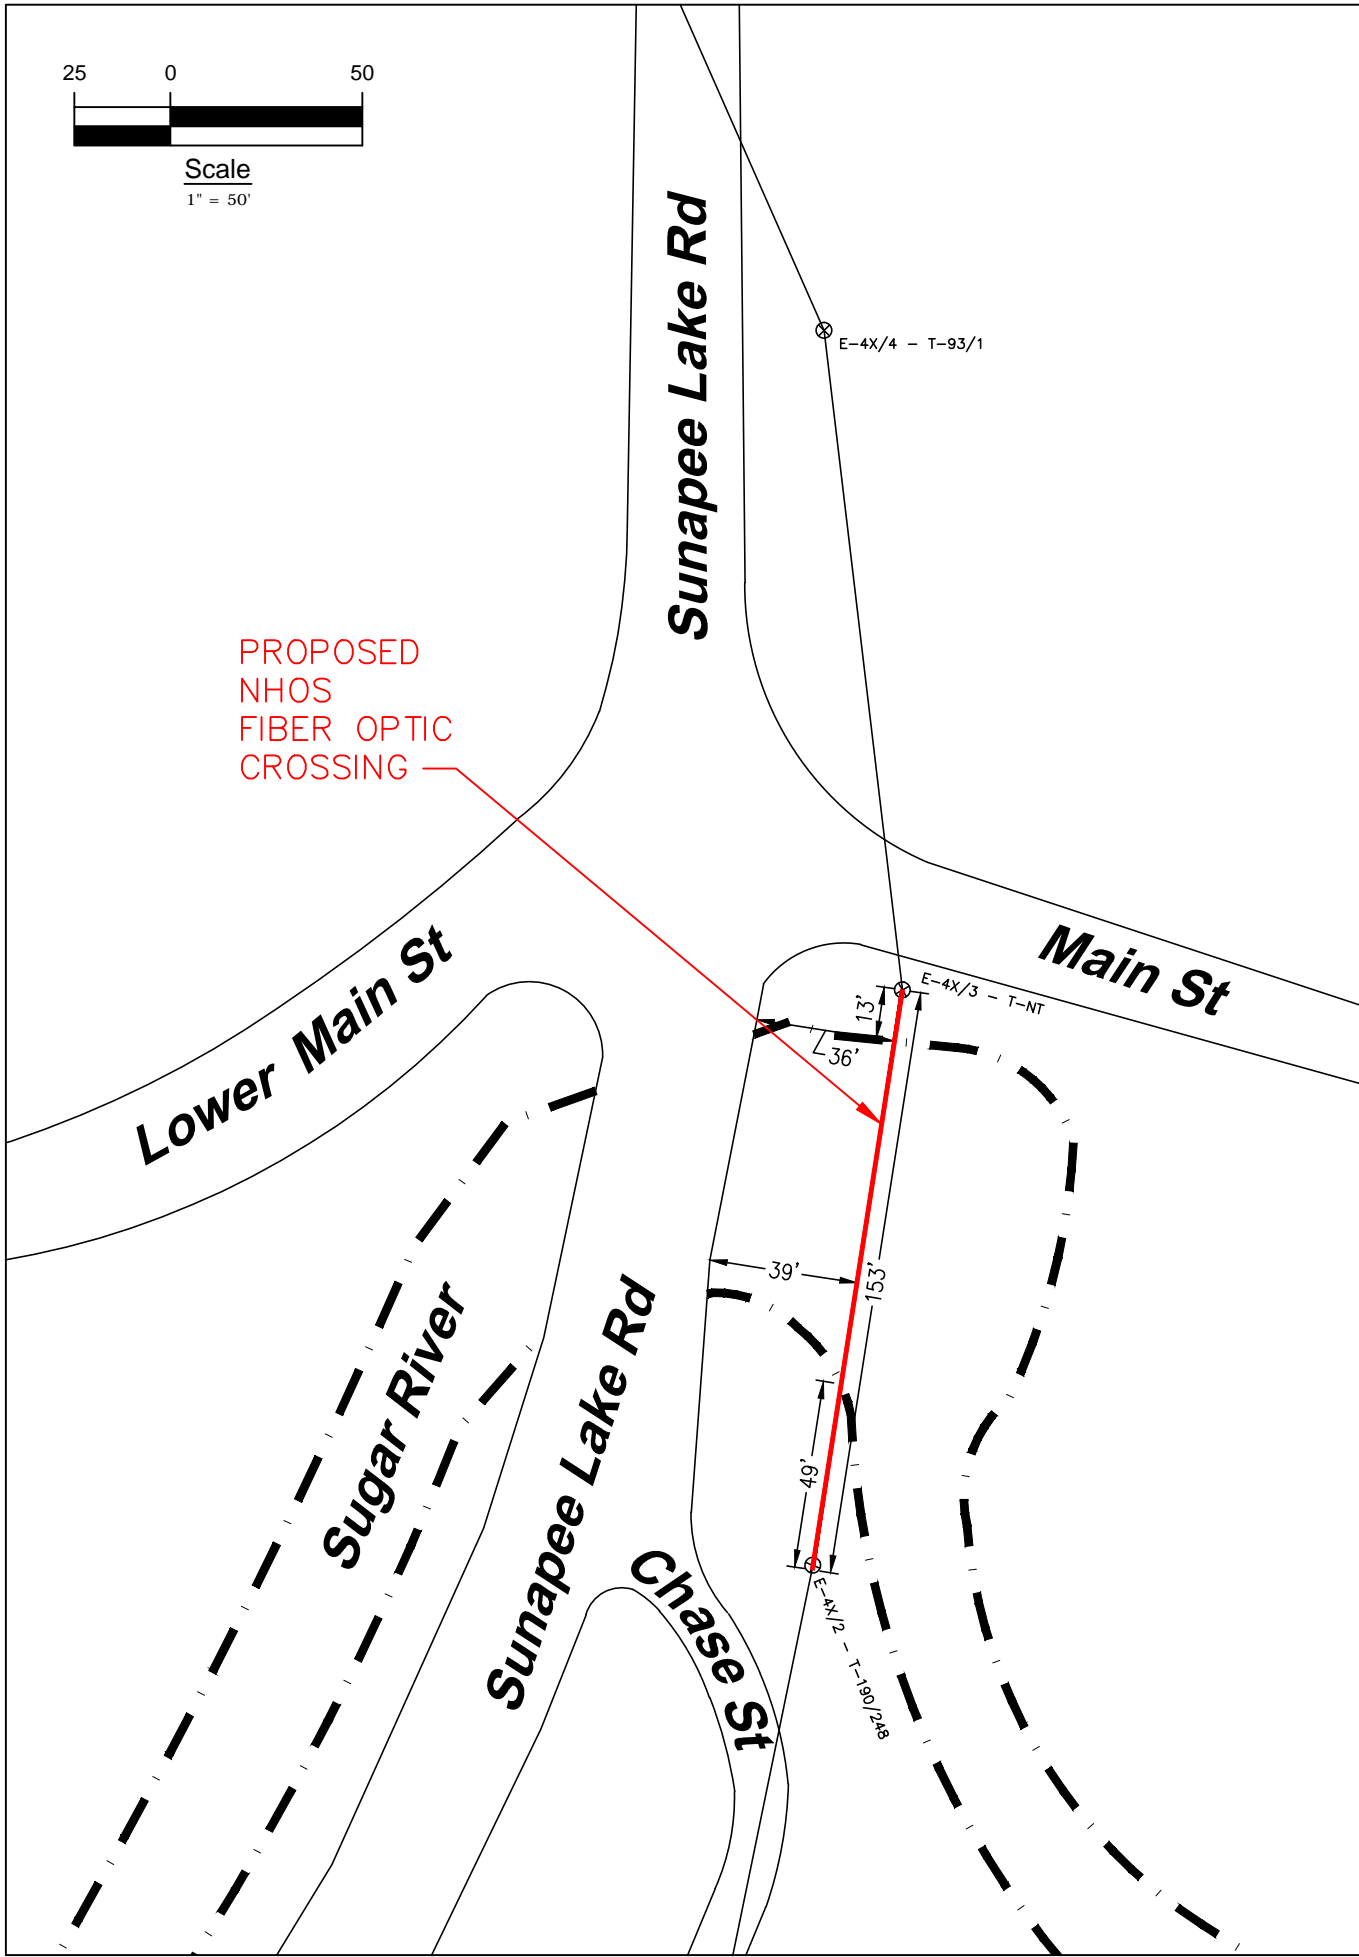 25 0 50
Scale
1" = 50'
Sunapee Lake Rd
E-4X/4 - T-93/1
PROPOSED
NHOS
FIBER OPTIC
CROSSING
Lower Main St
Main St
E-4X/3 - T-NT
13'
36'
39'
153'
49'
Sugar River
Sunapee Lake Rd
Chase St
E-4X/2 - T-190/248